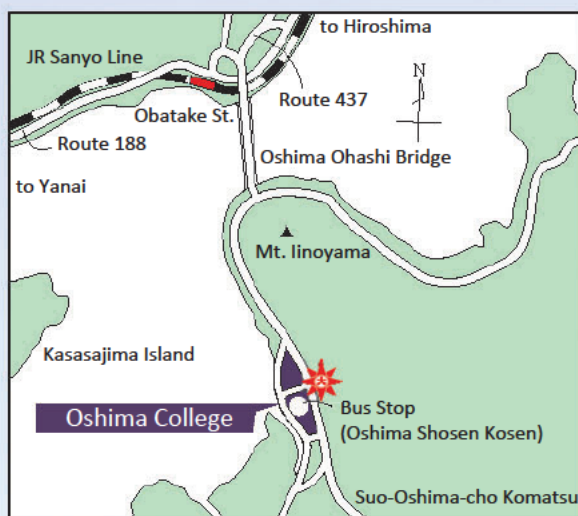 to Hiroshima
JR Sanyo Line
N
Route 437
Obatake St.
Route 188
Oshima Ohashi Bridge
to Yanai
Mt. Iinoyama
Kasasajima Island
大
Oshima College
Bus Stop
(Oshima Shosen Kosen)
Suo-Oshima-cho Komatsu